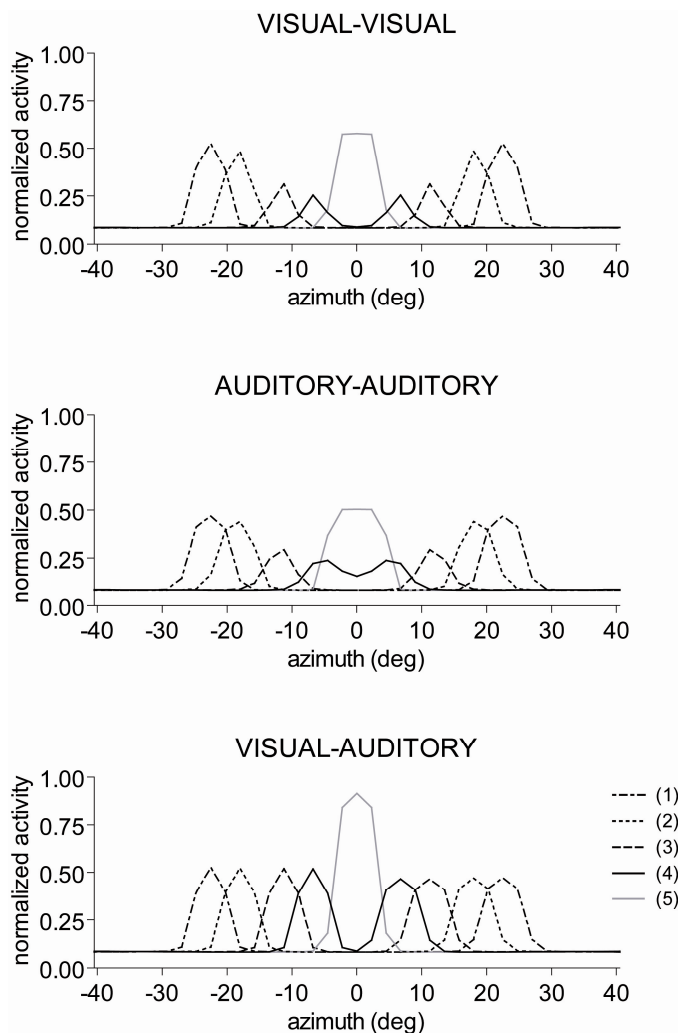 VISUAL-VISUAL
normalized activity
1.00
0.75
0.50
0.25
0.00
-40 -30 -20 -10 0 10 20 30 40
azimuth (deg)
AUDITORY-AUDITORY
normalized activity
1.00
0.75
0.50
0.25
0.00
-40 -30 -20 -10 0 10 20 30 40
azimuth (deg)
VISUAL-AUDITORY
normalized activity
1.00
0.75
0.50
0.25
0.00
-40 -30 -20 -10 0 10 20 30 40
azimuth (deg)
(1)
(2)
(3)
(4)
(5)